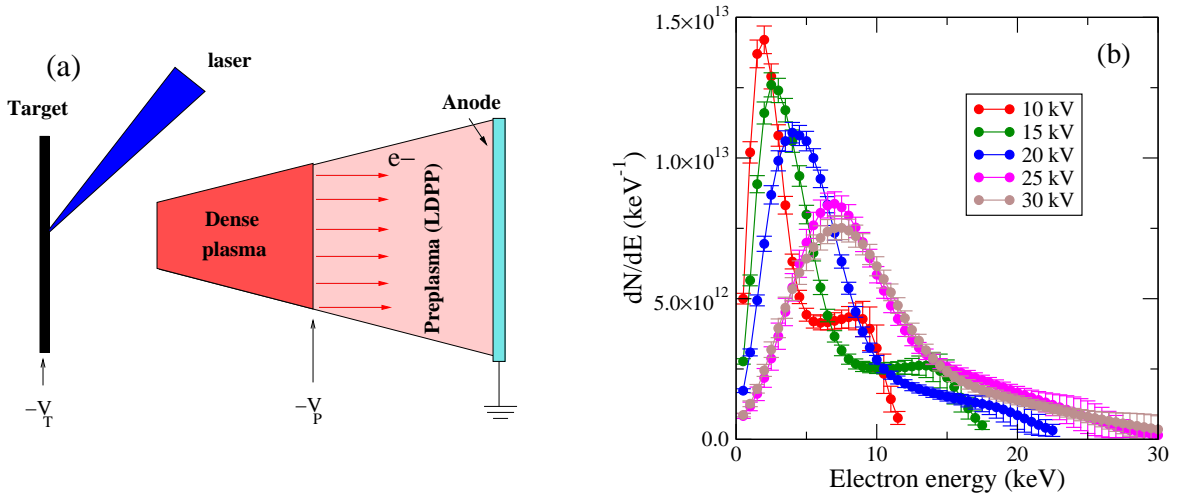 (a)
laser
Target
Anode
e−
Dense
plasma
Preplasma (LDPP)
−V_T
−V_P
(b)
1.5×10^13
1.0×10^13
5.0×10^12
0.0
dN/dE (keV^-1)
10 kV
15 kV
20 kV
25 kV
30 kV
0 10 20 30
Electron energy (keV)